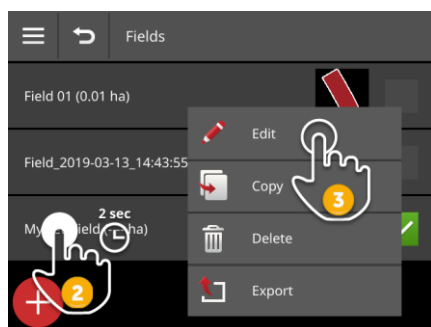 Fields
Field 01 (0.01 ha)
Edit
Field_2019-03-13_14:43:55
Copy
3
2 sec
ha)
Delete
2
Export